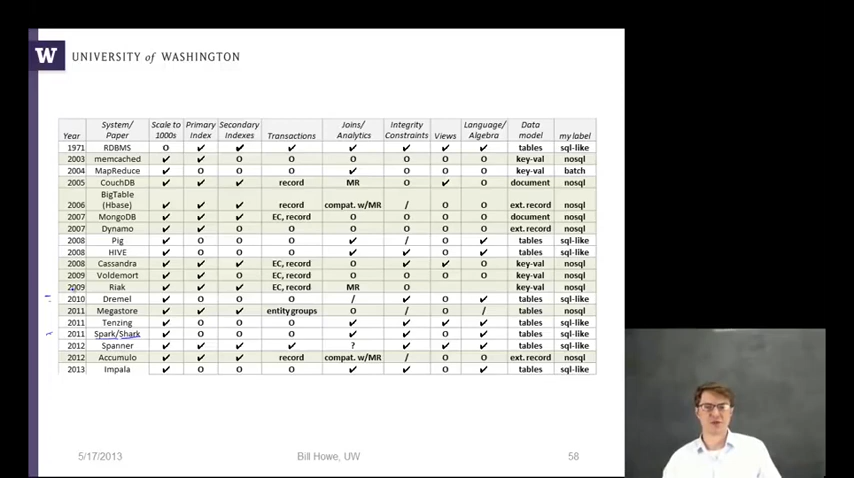 W UNIVERSITY of WASHINGTON
Year System/Paper Scale to 1000s Primary Index Secondary Indexes Transactions Joins/Analytics Integrity Constraints Views Language/Algebra Data model my label
1971 RDBMS O ✔ ✔ ✔ ✔ ✔ ✔ ✔ tables sql-like
2003 memcached ✔ ✔ O O O O O O key-val nosql
2004 MapReduce ✔ O O O ✔ O O O key-val batch
2005 CouchDB ✔ ✔ ✔ record MR O ✔ O document nosql
2006 BigTable (Hbase) ✔ ✔ ✔ record compat. w/MR / O O ext. record nosql
2007 MongoDB ✔ ✔ ✔ EC, record O O O O document nosql
2007 Dynamo ✔ ✔ O O O O O O ext. record nosql
2008 Pig ✔ O O O ✔ / O ✔ tables sql-like
2008 HIVE ✔ O O O ✔ ✔ O ✔ tables sql-like
2008 Cassandra ✔ ✔ ✔ EC, record O ✔ ✔ O key-val nosql
2009 Voldemort ✔ ✔ O EC, record O O O O key-val nosql
2009 Riak ✔ ✔ ✔ EC, record MR O key-val nosql
2010 Dremel ✔ O O O / ✔ O ✔ tables sql-like
2011 Megastore ✔ ✔ ✔ entity groups O / O / tables nosql
2011 Tenzing ✔ O O O ✔ ✔ ✔ ✔ tables sql-like
2011 Spark/Shark ✔ O O O ✔ ✔ O ✔ tables sql-like
2012 Spanner ✔ ✔ ✔ ✔ ? ✔ ✔ ✔ tables sql-like
2012 Accumulo ✔ ✔ ✔ record compat. w/MR / O O ext. record nosql
2013 Impala ✔ O O O ✔ ✔ O ✔ tables sql-like
5/17/2013 Bill Howe, UW 58